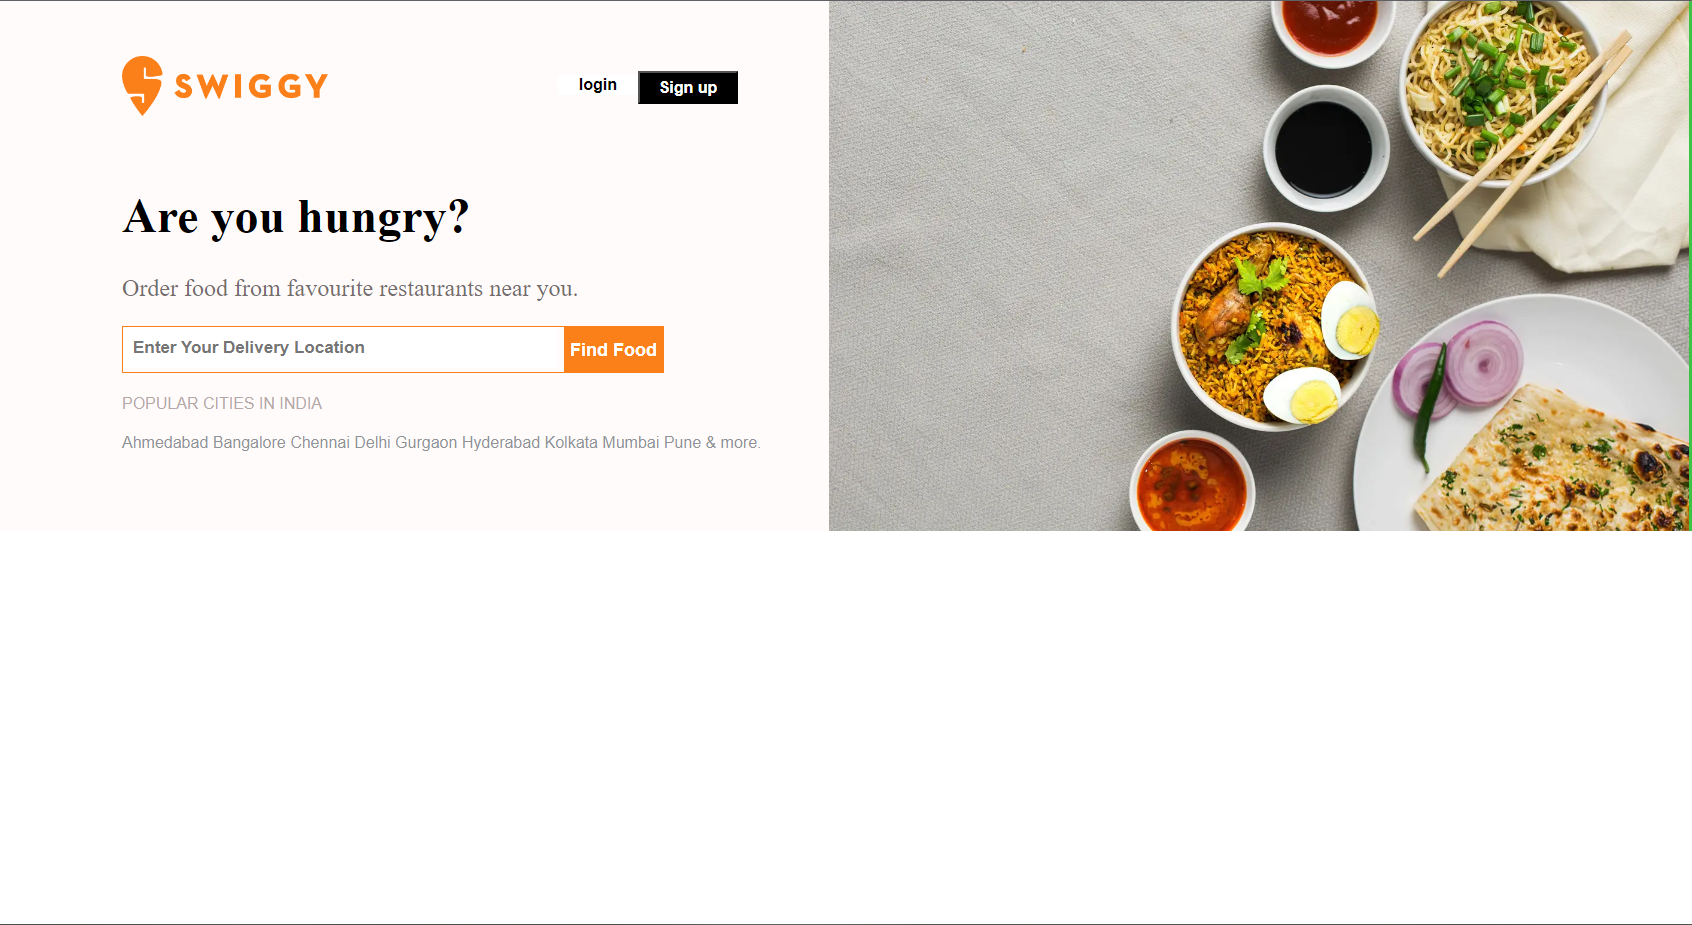 SWIGGY
login
Sign up
Are you hungry?
Order food from favourite restaurants near you.
Enter Your Delivery Location
Find Food
POPULAR CITIES IN INDIA
Ahmedabad Bangalore Chennai Delhi Gurgaon Hyderabad Kolkata Mumbai Pune & more.